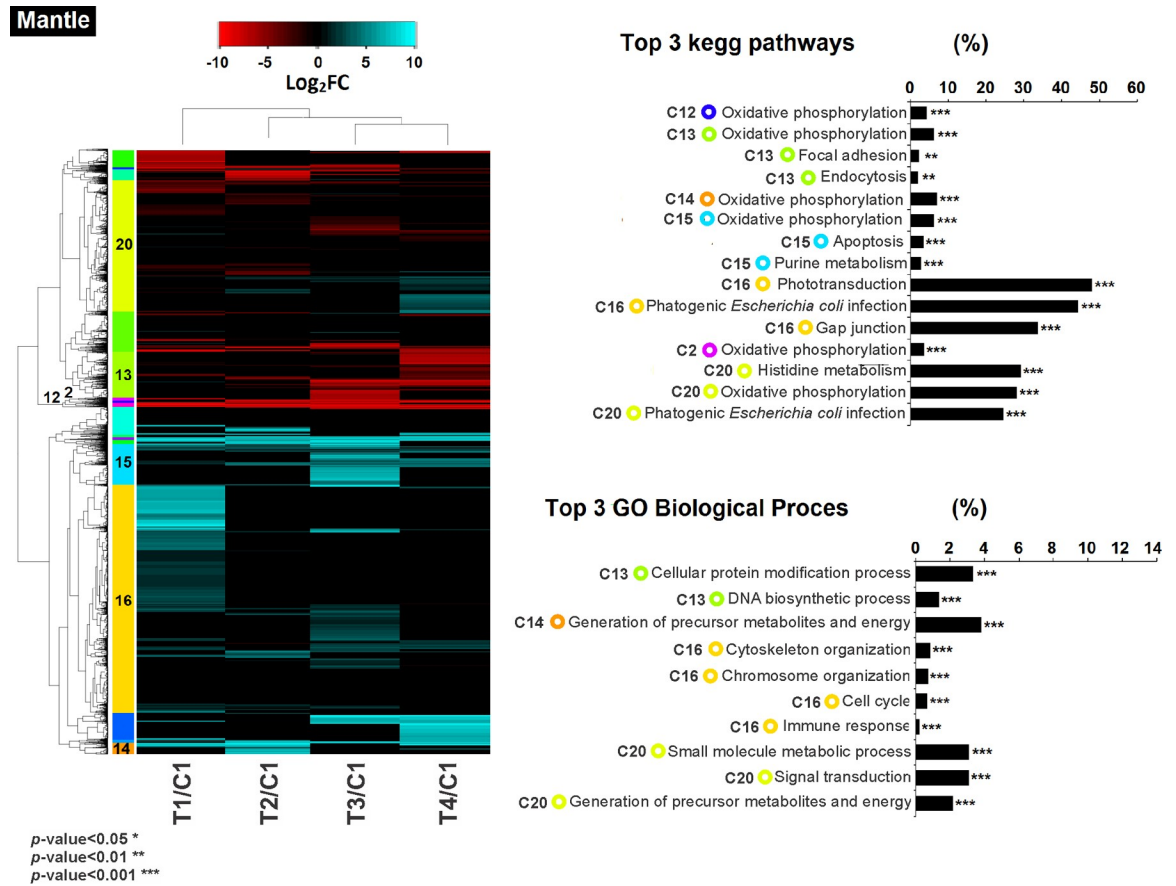 Mantle
-10 -5 0 5 10
Log2FC
20
13
12 2
15
16
14
T1/C1 T2/C1 T3/C1 T4/C1
p-value<0.05 *
p-value<0.01 **
p-value<0.001 ***
Top 3 kegg pathways (%)
0 10 20 30 40 50 60
C12 Oxidative phosphorylation ***
C13 Oxidative phosphorylation ***
C13 Focal adhesion **
C13 Endocytosis **
C14 Oxidative phosphorylation ***
C15 Oxidative phosphorylation ***
C15 Apoptosis ***
C15 Purine metabolism ***
C16 Phototransduction ***
C16 Phatogenic Escherichia coli infection ***
C16 Gap junction ***
C2 Oxidative phosphorylation ***
C20 Histidine metabolism ***
C20 Oxidative phosphorylation ***
C20 Phatogenic Escherichia coli infection ***
Top 3 GO Biological Proces (%)
0 2 4 6 8 10 12 14
C13 Cellular protein modification process ***
C13 DNA biosynthetic process ***
C14 Generation of precursor metabolites and energy ***
C16 Cytoskeleton organization ***
C16 Chromosome organization ***
C16 Cell cycle ***
C16 Immune response ***
C20 Small molecule metabolic process ***
C20 Signal transduction ***
C20 Generation of precursor metabolites and energy ***